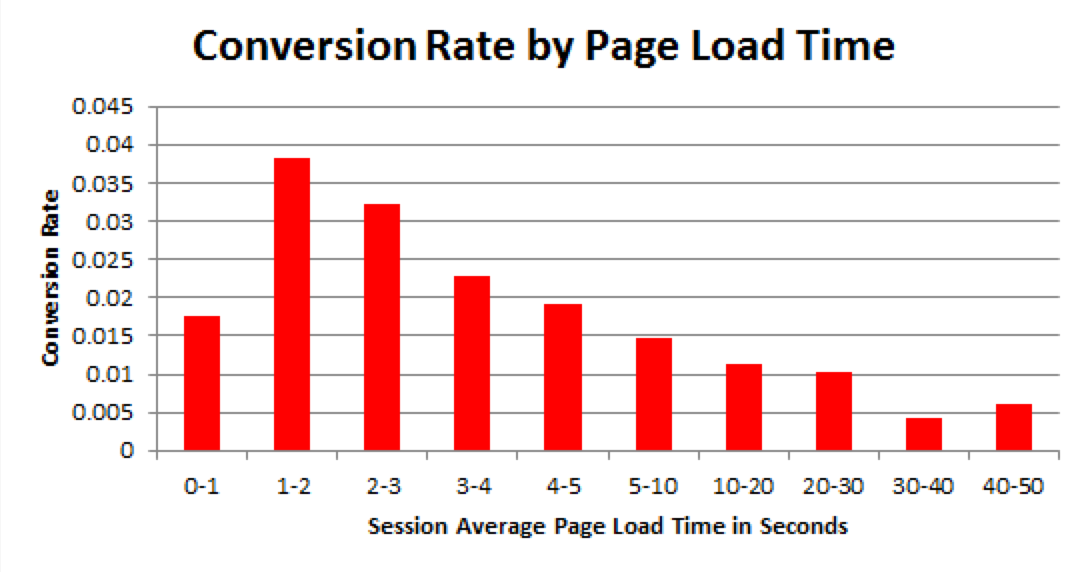 Conversion Rate by Page Load Time
Conversion Rate
0.045
0.04
0.035
0.03
0.025
0.02
0.015
0.01
0.005
0
0-1 1-2 2-3 3-4 4-5 5-10 10-20 20-30 30-40 40-50
Session Average Page Load Time in Seconds